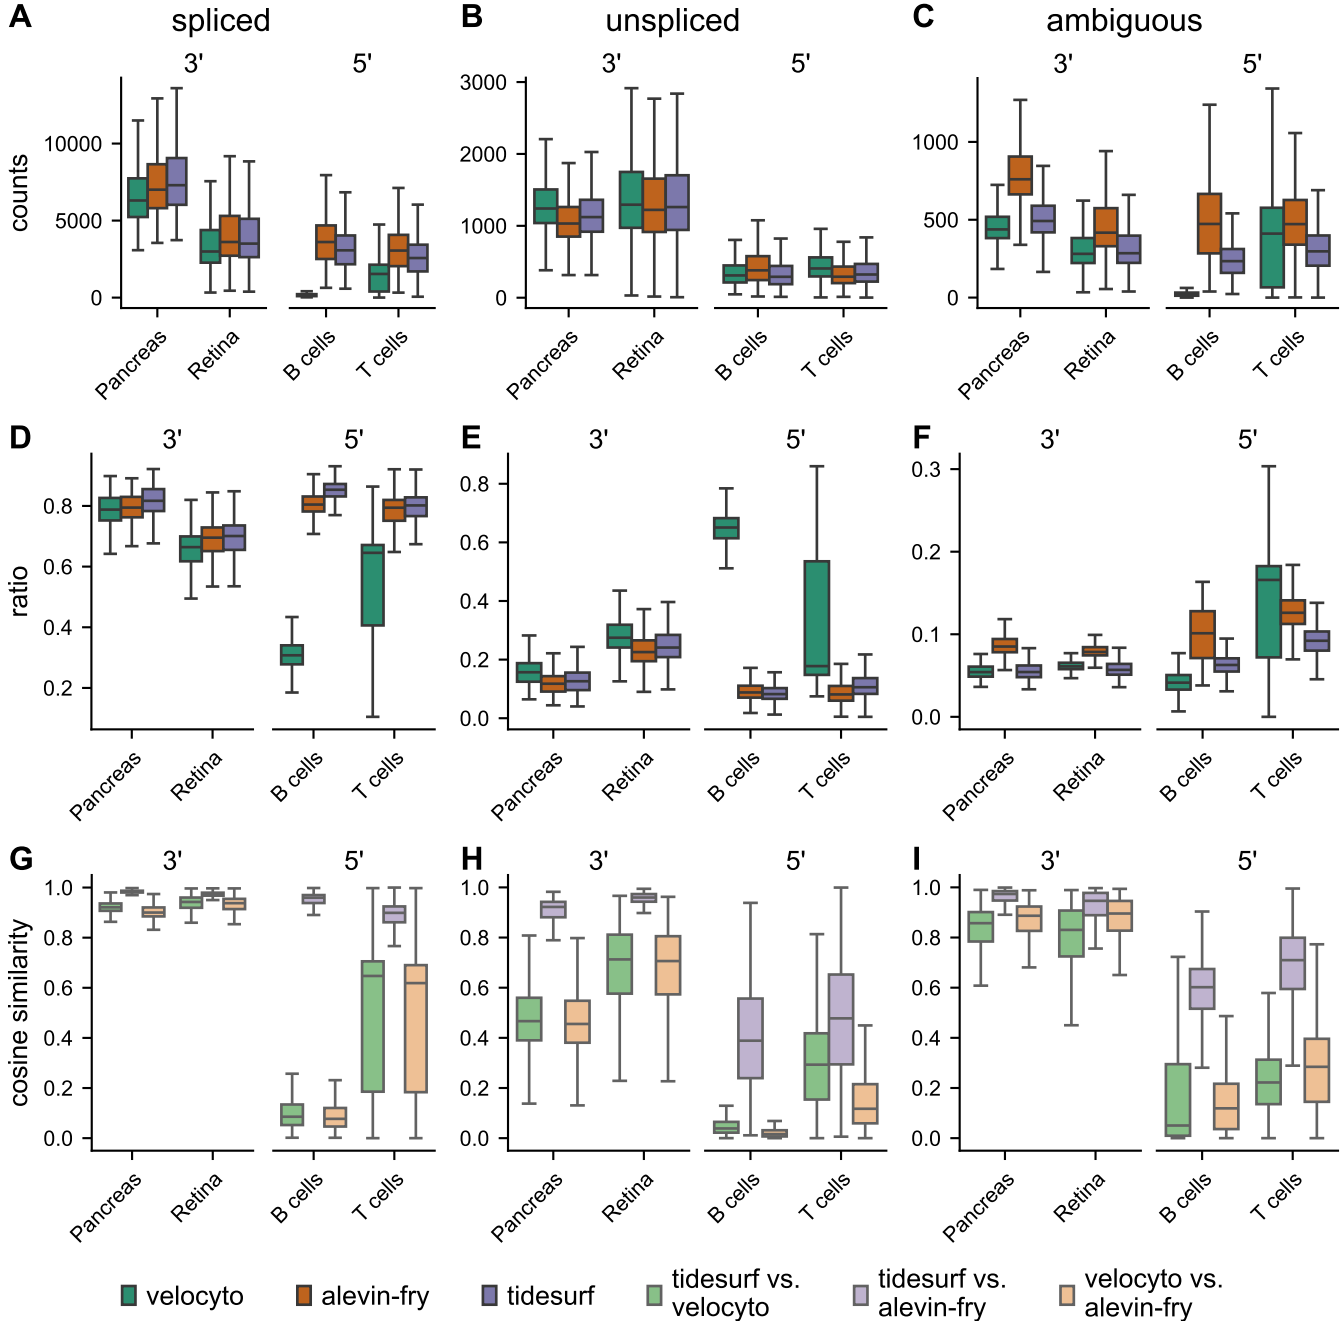 A spliced B unspliced C ambiguous
3' 5' 3' 5' 3' 5'
counts
10000
5000
0
3000
2000
1000
0
1000
500
0
Pancreas Retina B cells T cells Pancreas Retina B cells T cells Pancreas Retina B cells T cells
D 3' 5' E 3' 5' F 3' 5'
ratio
0.8
0.6
0.4
0.2
0.8
0.6
0.4
0.2
0.0
0.3
0.2
0.1
0.0
Pancreas Retina B cells T cells Pancreas Retina B cells T cells Pancreas Retina B cells T cells
G 3' 5' H 3' 5' I 3' 5'
cosine similarity
1.0
0.8
0.6
0.4
0.2
0.0
1.0
0.8
0.6
0.4
0.2
0.0
1.0
0.8
0.6
0.4
0.2
0.0
Pancreas Retina B cells T cells Pancreas Retina B cells T cells Pancreas Retina B cells T cells
velocyto
alevin-fry
tidesurf
tidesurf vs.
velocyto
tidesurf vs.
alevin-fry
velocyto vs.
alevin-fry